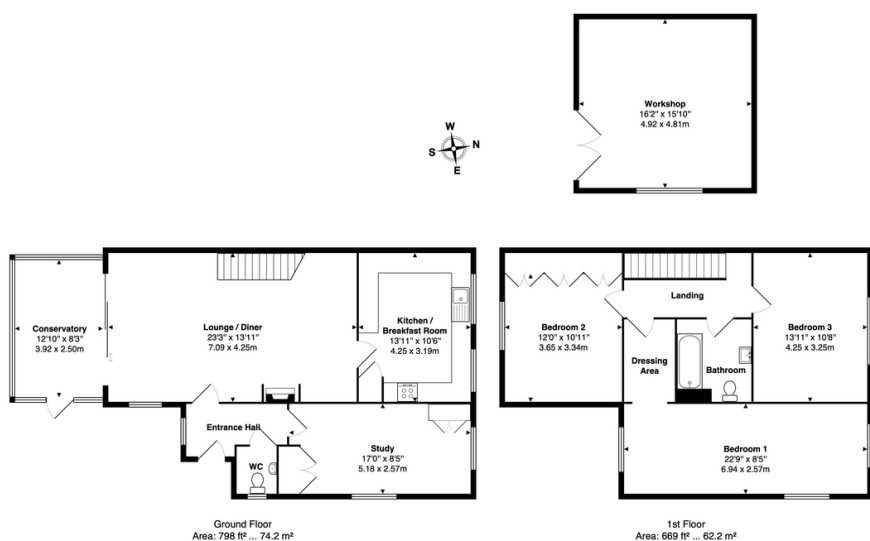 Workshop
16'2" x 15'10"
4.92 x 4.81m
W
S N
E
Conservatory
12'10" x 8'3"
3.92 x 2.50m
Lounge / Diner
23'3" x 13'11"
7.09 x 4.25m
Kitchen /
Breakfast Room
13'11" x 10'6"
4.25 x 3.19m
Entrance Hall
WC
Study
17'0" x 8'5"
5.18 x 2.57m
Ground Floor
Area: 798 ft² ... 74.2 m²
Landing
Bedroom 2
12'0" x 10'11"
3.65 x 3.34m
Dressing
Area
Bathroom
Bedroom 3
13'11" x 10'8"
4.25 x 3.25m
Bedroom 1
22'9" x 8'5"
6.94 x 2.57m
1st Floor
Area: 669 ft² ... 62.2 m²